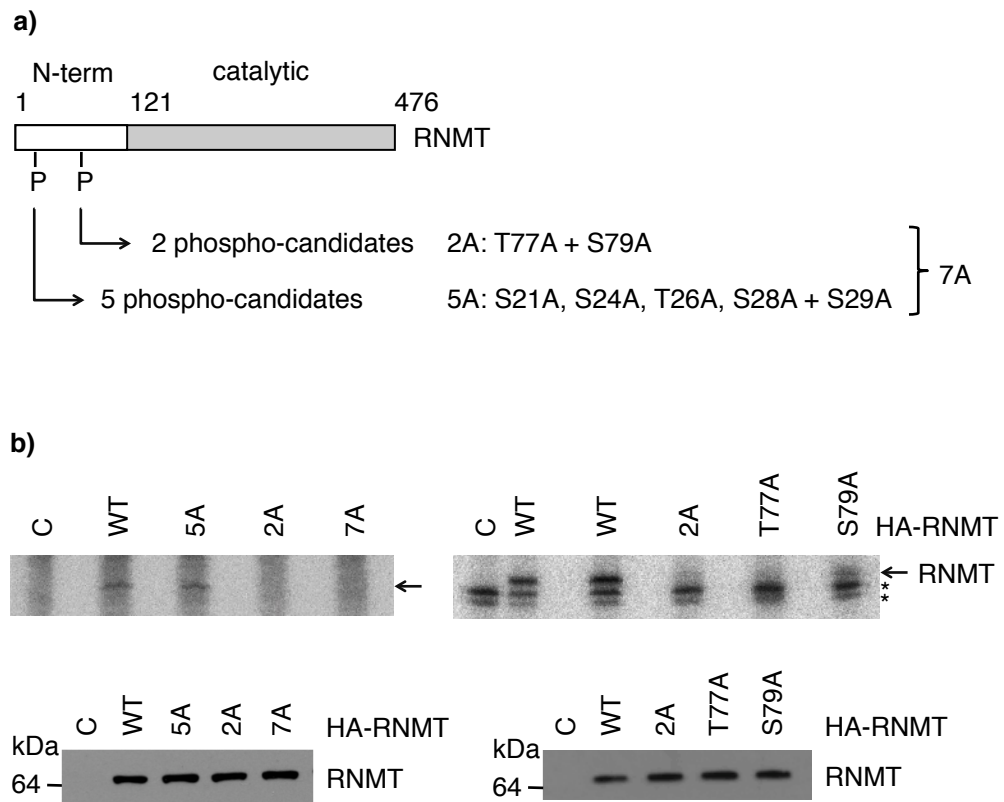 a)
N-term catalytic
1 121 476
RNMT
P P
2 phospho-candidates 2A: T77A + S79A
7A
5 phospho-candidates 5A: S21A, S24A, T26A, S28A + S29A
b)
C WT 5A 2A 7A
C WT WT 2A T77A S79A HA-RNMT
RNMT
*
*
C WT 5A 2A 7A HA-RNMT
kDa
64 RNMT
C WT 2A T77A S79A HA-RNMT
kDa
64 RNMT